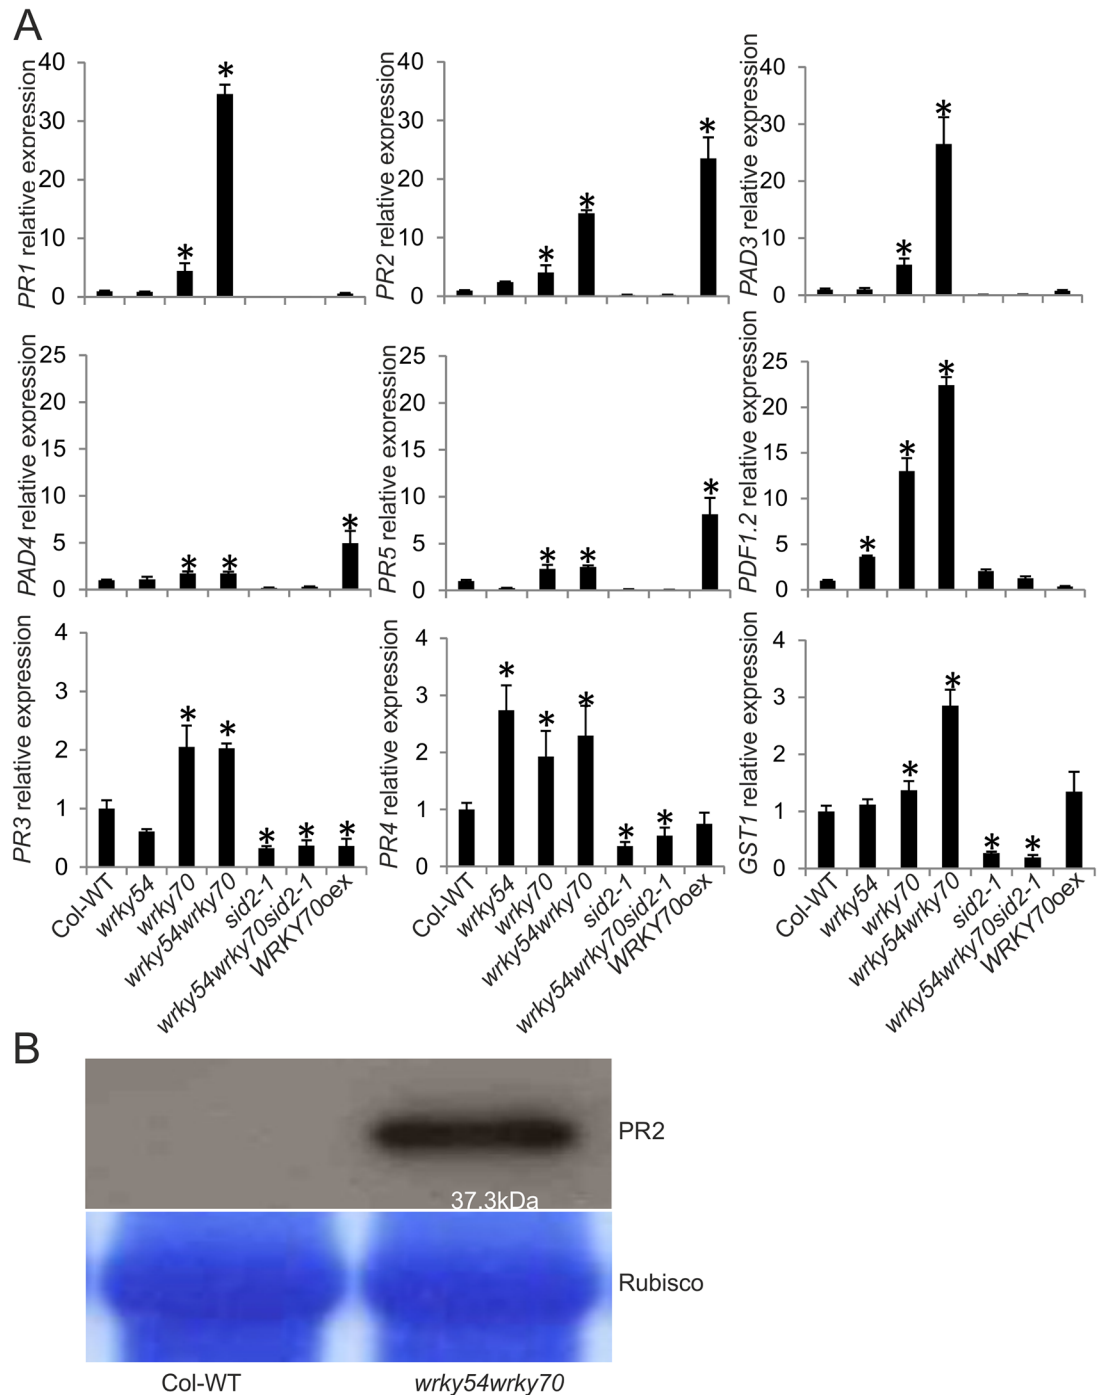 A
PR1 relative expression
40
30
20
10
0
*
*
PR2 relative expression
40
30
20
10
0
*
*
*
PAD3 relative expression
40
30
20
10
0
*
*
PAD4 relative expression
25
20
15
10
5
0
*
*
*
PR5 relative expression
25
20
15
10
5
0
*
*
*
PDF1.2 relative expression
25
20
15
10
5
0
*
*
*
PR3 relative expression
4
3
2
1
0
*
*
*
*
*
Col-WT
wrky54
wrky70
wrky54wrky70
sid2-1
wrky54wrky70sid2-1
WRKY70oex
PR4 relative expression
4
3
2
1
0
*
*
*
*
*
Col-WT
wrky54
wrky70
wrky54wrky70
sid2-1
wrky54wrky70sid2-1
WRKY70oex
GST1 relative expression
4
3
2
1
0
*
*
*
*
Col-WT
wrky54
wrky70
wrky54wrky70
sid2-1
wrky54wrky70sid2-1
WRKY70oex
B
PR2
37.3kDa
Rubisco
Col-WT
wrky54wrky70